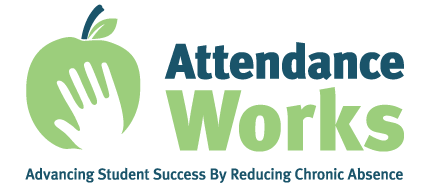 Attendance
Works
Advancing Student Success By Reducing Chronic Absence